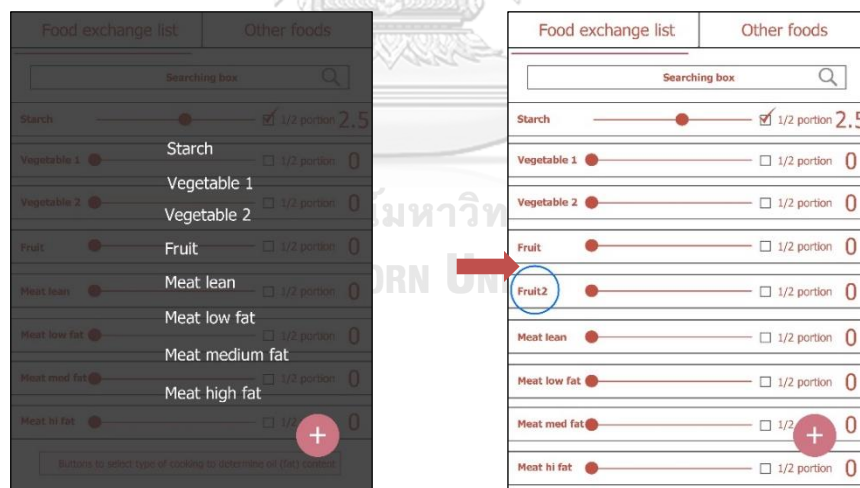 Food exchange list Other foods
Searching box
Starch 1/2 portion 2.5
Vegetable 1 1/2 portion 0
Vegetable 2 1/2 portion 0
Fruit 1/2 portion 0
Meat lean 1/2 portion 0
Meat low fat 1/2 portion 0
Meat med fat 1/2 portion 0
Meat hi fat 1/2 0
Buttons to select type of cooking to determine oil (fat) content
Starch
Vegetable 1
Vegetable 2
Fruit
Meat lean
Meat low fat
Meat medium fat
Meat high fat
+
Food exchange list Other foods
Searching box
Starch 1/2 portion 2.5
Vegetable 1 1/2 portion 0
Vegetable 2 1/2 portion 0
Fruit 1/2 portion 0
Fruit2 1/2 portion 0
Meat lean 1/2 portion 0
Meat low fat 1/2 portion 0
Meat med fat 1/2 0
+
Meat hi fat 1/2 portion 0